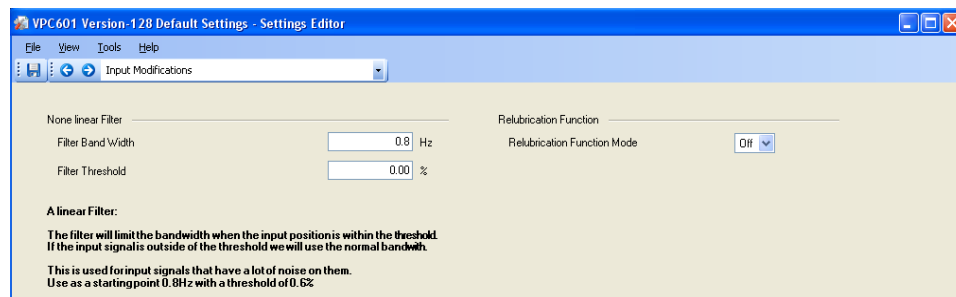 VPC601 Version-128 Default Settings - Settings Editor
File View Tools Help
Input Modifications
None linear Filter
Relubrication Function
Filter Band Width 0.8 Hz
Relubrication Function Mode Off
Filter Threshold 0.00 %
A linear Filter:
The filter will limit the bandwidth when the input position is within the threshold.
If the input signal is outside of the threshold we will use the normal bandwith.
This is used for input signals that have a lot of noise on them.
Use as a starting point 0.8Hz with a threshold of 0.6%